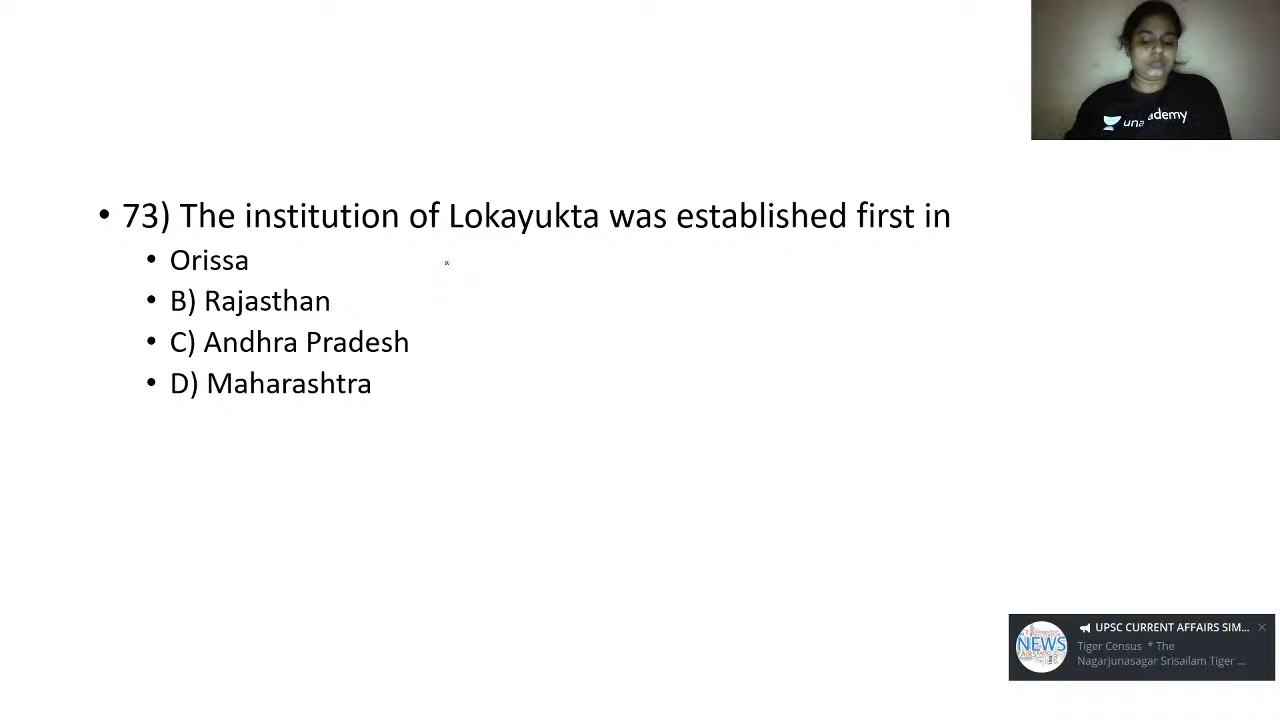 unacademy
• 73) The institution of Lokayukta was established first in
• Orissa
• B) Rajasthan
• C) Andhra Pradesh
• D) Maharashtra
UPSC CURRENT AFFAIRS SIM...
NEWS
Tiger Census * The
Nagarjunasagar Srisailam Tiger ...